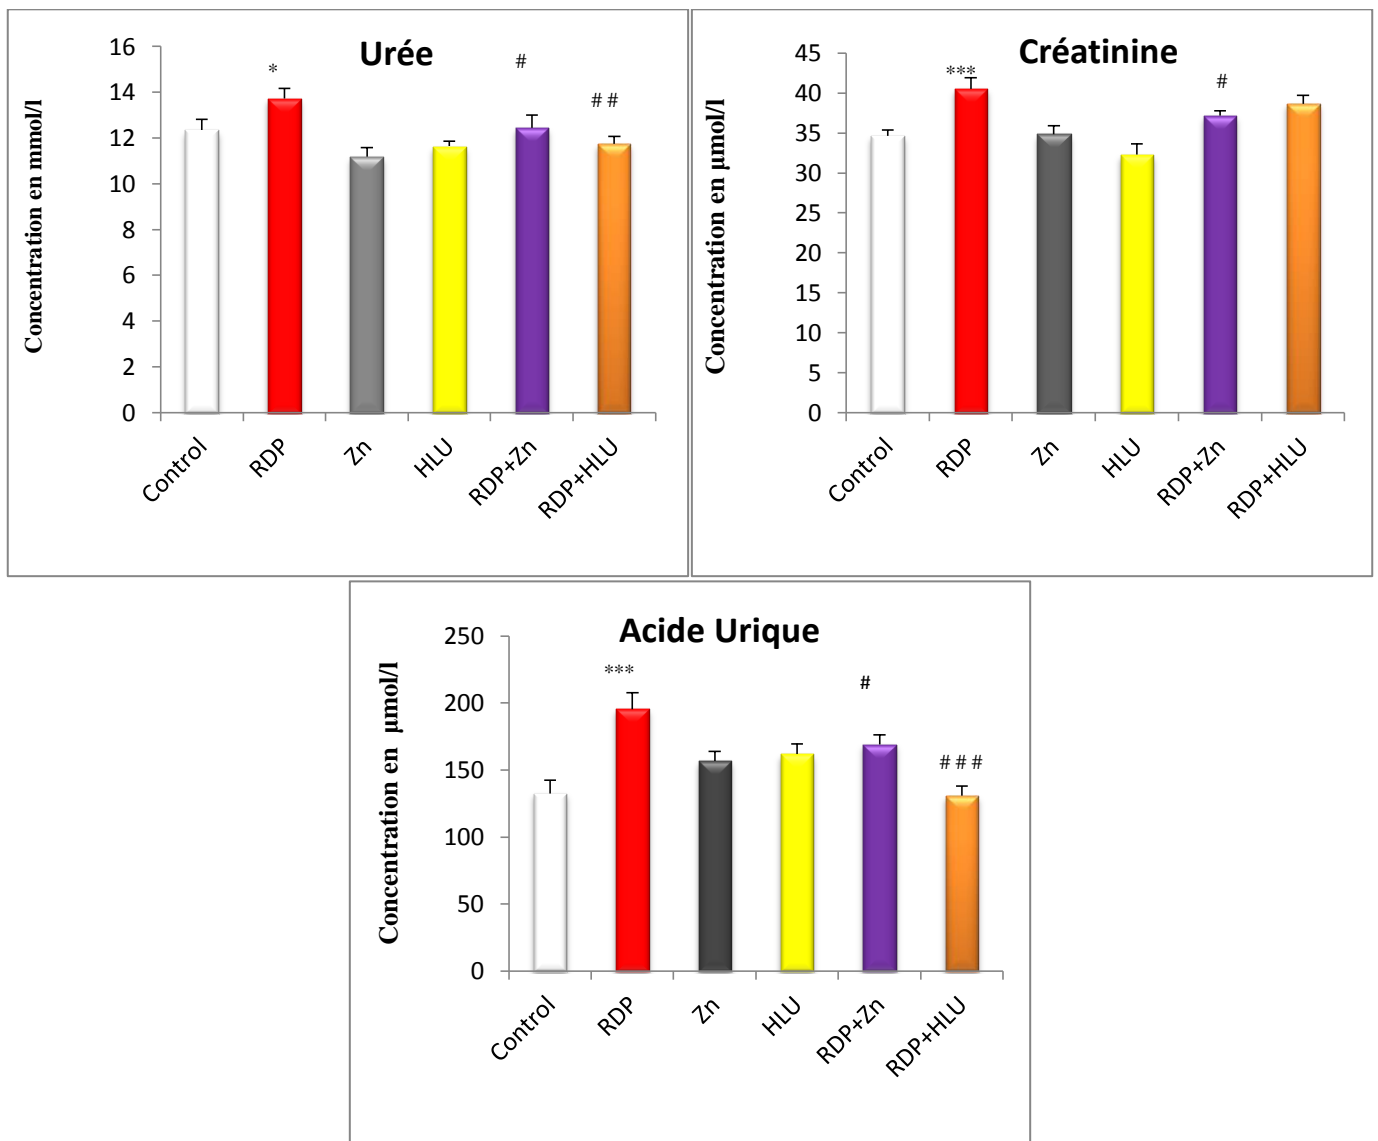 Urée
Concentration en mmol/l
16
14
12
10
8
6
4
2
0
*
#
# #
Control
RDP
Zn
HLU
RDP+Zn
RDP+HLU
Créatinine
Concentration en µmol/l
45
40
35
30
25
20
15
10
5
0
***
#
Control
RDP
Zn
HLU
RDP+Zn
RDP+HLU
Acide Urique
Concentration en µmol/l
250
200
150
100
50
0
***
#
# # #
Control
RDP
Zn
HLU
RDP+Zn
RDP+HLU